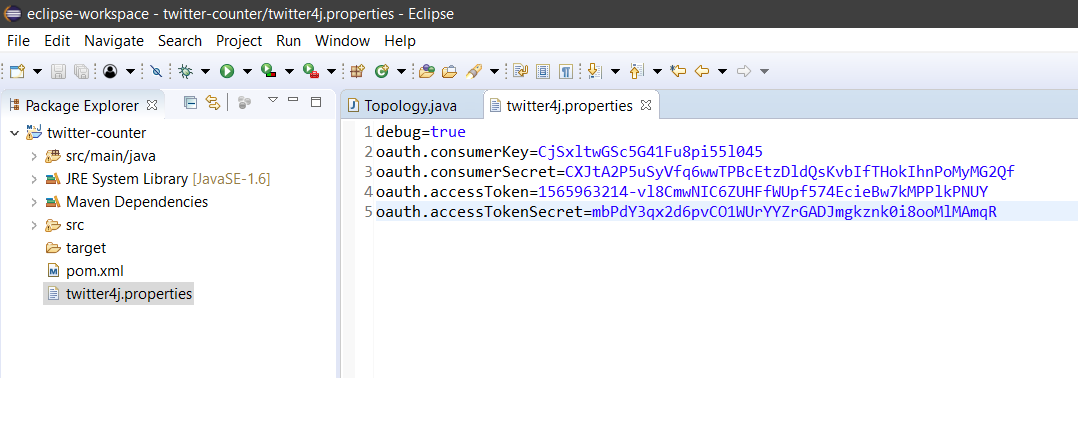 eclipse-workspace - twitter-counter/twitter4j.properties - Eclipse
File Edit Navigate Search Project Run Window Help
Package Explorer
twitter-counter
src/main/java
JRE System Library [JavaSE-1.6]
Maven Dependencies
src
target
pom.xml
twitter4j.properties
Topology.java twitter4j.properties
1 debug=true
2 oauth.consumerKey=CjSxltwGSc5G41Fu8pi55l045
3 oauth.consumerSecret=CXJtA2P5uSyVfq6wwTPBcEtzDldQsKvbIfTHokIhnPoMyMG2Qf
4 oauth.accessToken=1565963214-vl8CmwNIC6ZUHFfWUpf574EcieBw7kMPPlkPNUY
5 oauth.accessTokenSecret=mbPdY3qx2d6pvCO1WUrYYZrGADJmgkznk0i8ooMlMAmqR